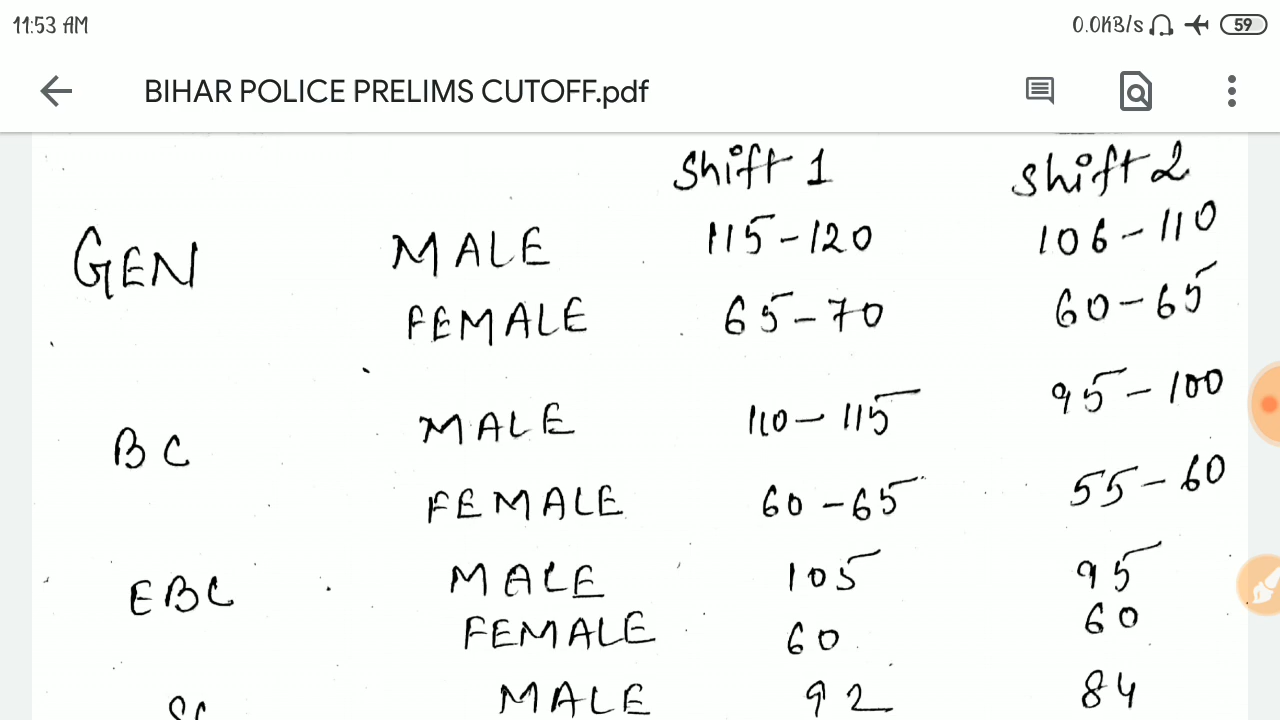 11:53 AM 0.0KB/s 59
BIHAR POLICE PRELIMS CUTOFF.pdf
Shift 1 Shift 2
GEN MALE 115-120 106-110
FEMALE 65-70 60-65
BC MALE 110-115 95-100
FEMALE 60-65 55-60
EBC MALE 105 95
FEMALE 60 60
MALE 92 84